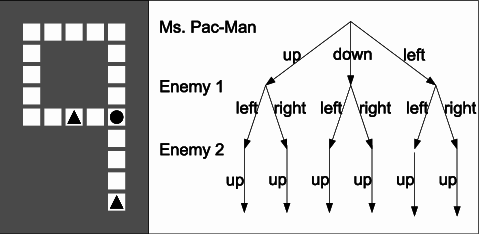 Ms. Pac-Man
up down left
Enemy 1
left right left right left right
Enemy 2
up up up up up up